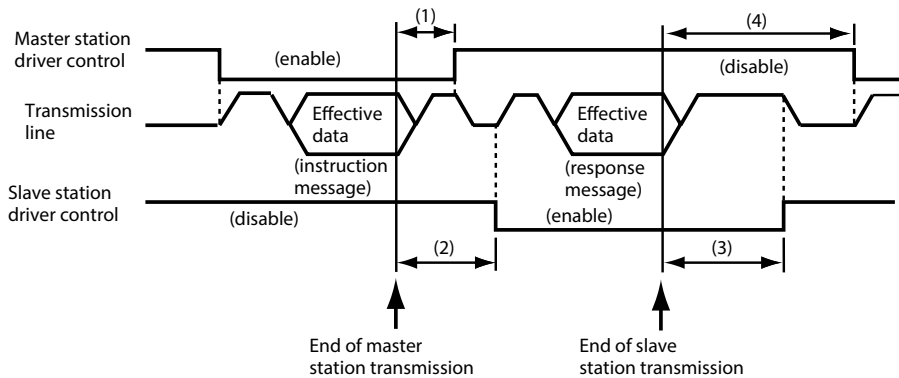 (1)
(4)
Master station
driver control
(enable)
(disable)
Transmission
line
Effective
data
Effective
data
(instruction
message)
(response
message)
Slave station
driver control
(disable)
(enable)
(2)
(3)
End of master
station transmission
End of slave
station transmission